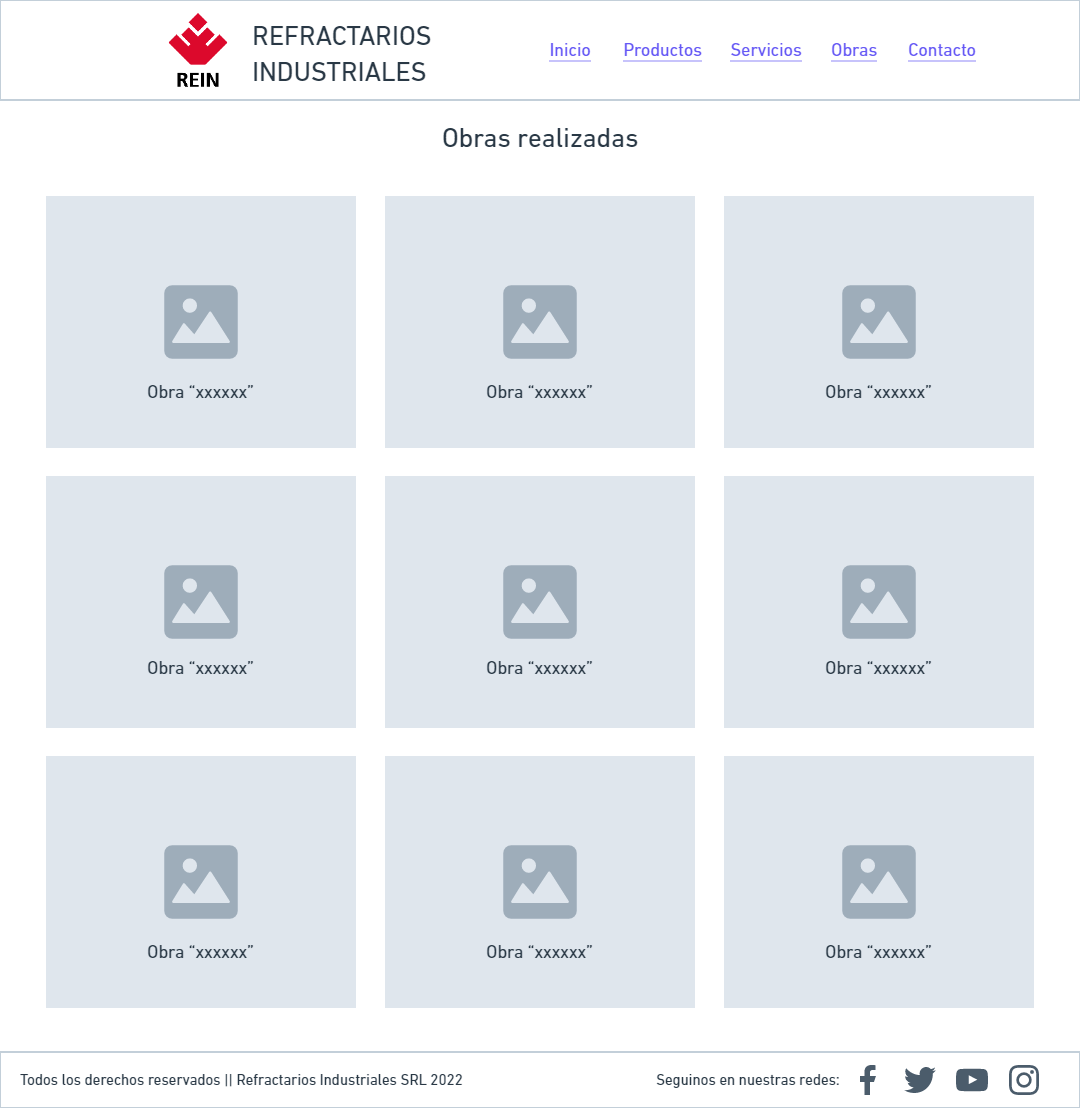 REIN
REFRACTARIOS
INDUSTRIALES
Inicio Productos Servicios Obras Contacto
Obras realizadas
Obra “xxxxxx” Obra “xxxxxx” Obra “xxxxxx”
Obra “xxxxxx” Obra “xxxxxx” Obra “xxxxxx”
Obra “xxxxxx” Obra “xxxxxx” Obra “xxxxxx”
Todos los derechos reservados || Refractarios Industriales SRL 2022 Seguinos en nuestras redes: